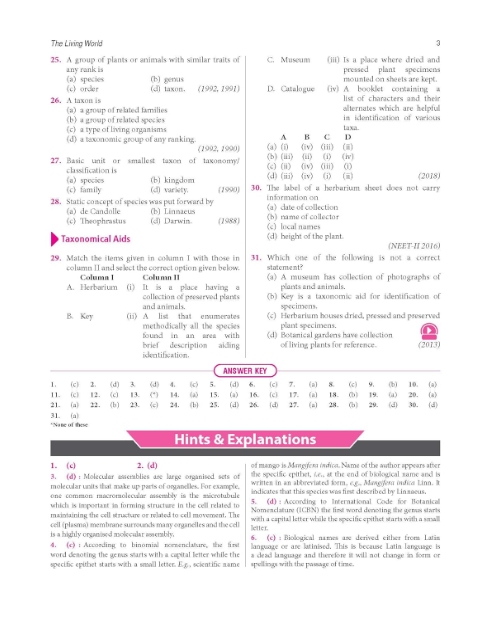 The Living World
3
25. A group of plants or animals with similar traits of
any rank is
(a) species (b) genus
(c) order (d) taxon. (1992, 1991)
26. A taxon is
(a) a group of related families
(b) a group of related species
(c) a type of living organisms
(d) a taxonomic group of any ranking.
(1992, 1990)
27. Basic unit or smallest taxon of taxonomy/
classification is
(a) species (b) kingdom
(c) family (d) variety. (1990)
28. Static concept of species was put forward by
(a) de Candolle (b) Linnaeus
(c) Theophrastus (d) Darwin. (1988)
Taxonomical Aids
29. Match the items given in column I with those in
column II and select the correct option given below.
Column I Column II
A. Herbarium (i) It is a place having a
collection of preserved plants
and animals.
B. Key (ii) A list that enumerates
methodically all the species
found in an area with
brief description aiding
identification.
C. Museum (iii) Is a place where dried and
pressed plant specimens
mounted on sheets are kept.
D. Catalogue (iv) A booklet containing a
list of characters and their
alternates which are helpful
in identification of various
taxa.
A B C D
(a) (i) (iv) (iii) (ii)
(b) (iii) (ii) (i) (iv)
(c) (ii) (iv) (iii) (i)
(d) (iii) (iv) (i) (ii) (2018)
30. The label of a herbarium sheet does not carry
information on
(a) date of collection
(b) name of collector
(c) local names
(d) height of the plant.
(NEET-II 2016)
31. Which one of the following is not a correct
statement?
(a) A museum has collection of photographs of
plants and animals.
(b) Key is a taxonomic aid for identification of
specimens.
(c) Herbarium houses dried, pressed and preserved
plant specimens.
(d) Botanical gardens have collection
of living plants for reference. (2013)
ANSWER KEY
1. (c) 2. (d) 3. (d) 4. (c) 5. (d) 6. (c) 7. (a) 8. (c) 9. (b) 10. (a)
11. (c) 12. (c) 13. (*) 14. (a) 15. (a) 16. (c) 17. (a) 18. (b) 19. (a) 20. (a)
21. (a) 22. (b) 23. (c) 24. (b) 25. (d) 26. (d) 27. (a) 28. (b) 29. (d) 30. (d)
31. (a)
*None of these
Hints & Explanations
1. (c) 2. (d)
3. (d) : Molecular assemblies are large organised sets of
molecular units that make up parts of organelles. For example,
one common macromolecular assembly is the microtubule
which is important in forming structure in the cell related to
maintaining the cell structure or related to cell movement. The
cell (plasma) membrane surrounds many organelles and the cell
is a highly organised molecular assembly.
4. (c) : According to binomial nomenclature, the first
word denoting the genus starts with a capital letter while the
specific epithet starts with a small letter. E.g., scientific name
of mango is Mangifera indica. Name of the author appears after
the specific epithet, i.e., at the end of biological name and is
written in an abbreviated form, e.g., Mangifera indica Linn. It
indicates that this species was first described by Linnaeus.
5. (d) : According to International Code for Botanical
Nomenclature (ICBN) the first word denoting the genus starts
with a capital letter while the specific epithet starts with a small
letter.
6. (c) : Biological names are derived either from Latin
language or are latinised. This is because Latin language is
a dead language and therefore it will not change in form or
spellings with the passage of time.